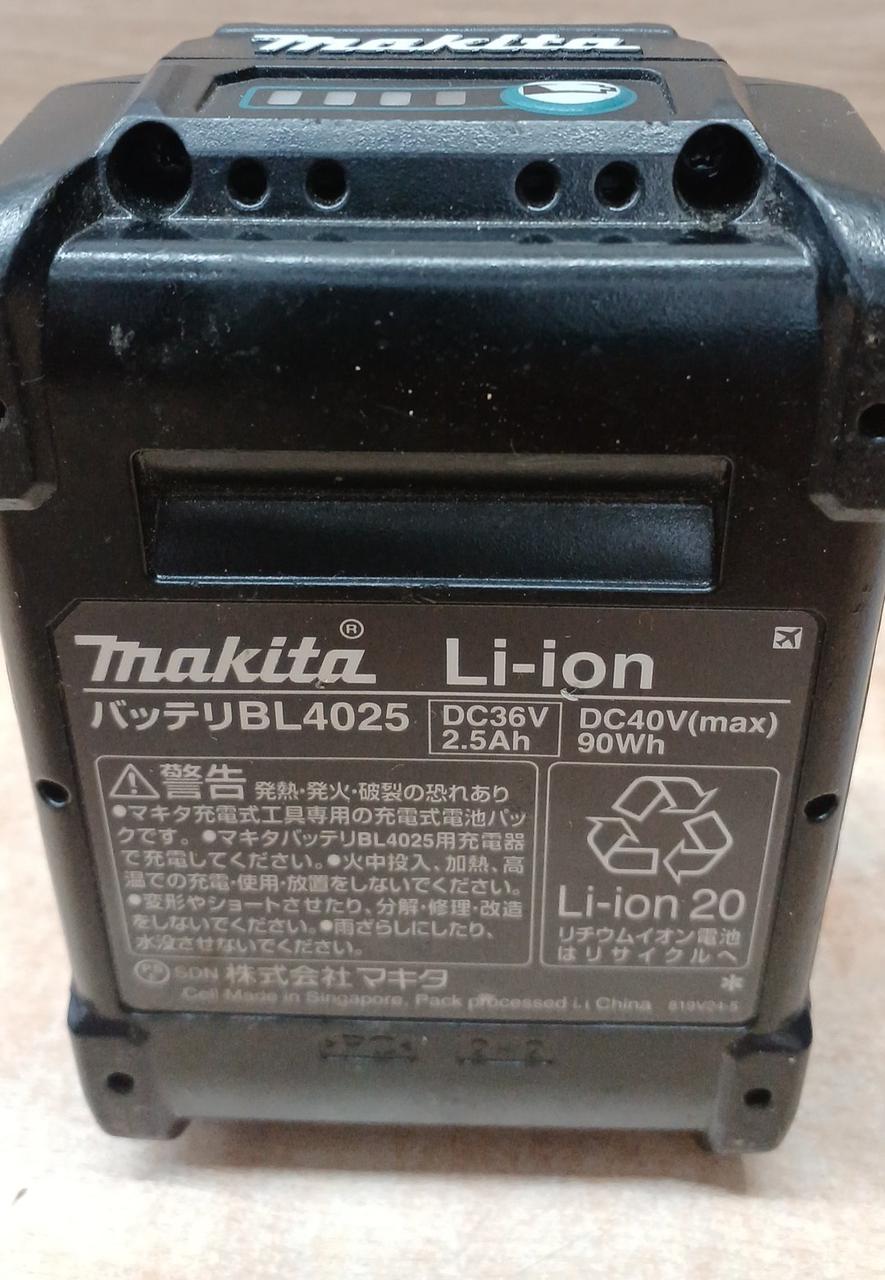 makita
makita® Li-ion
バッテリBL4025 DC36V 2.5Ah DC40V(max) 90Wh
⚠警告 発熱・発火・破裂の恐れあり
●マキタ充電式工具専用の充電式電池パッ
クです。●マキタバッテリBL4025用充電器
で充電してください。●火中投入、加熱、高
温での充電・使用・放置をしないでください。
●変形やショートさせたり、分解・修理・改造
をしないでください。●雨ざらしにしたり、
水没させないでください。
Li-ion 20
リチウムイオン電池
はリサイクルへ
PS SDN 株式会社マキタ *
Cell Made in Singapore, Pack processed in China 819V24-5